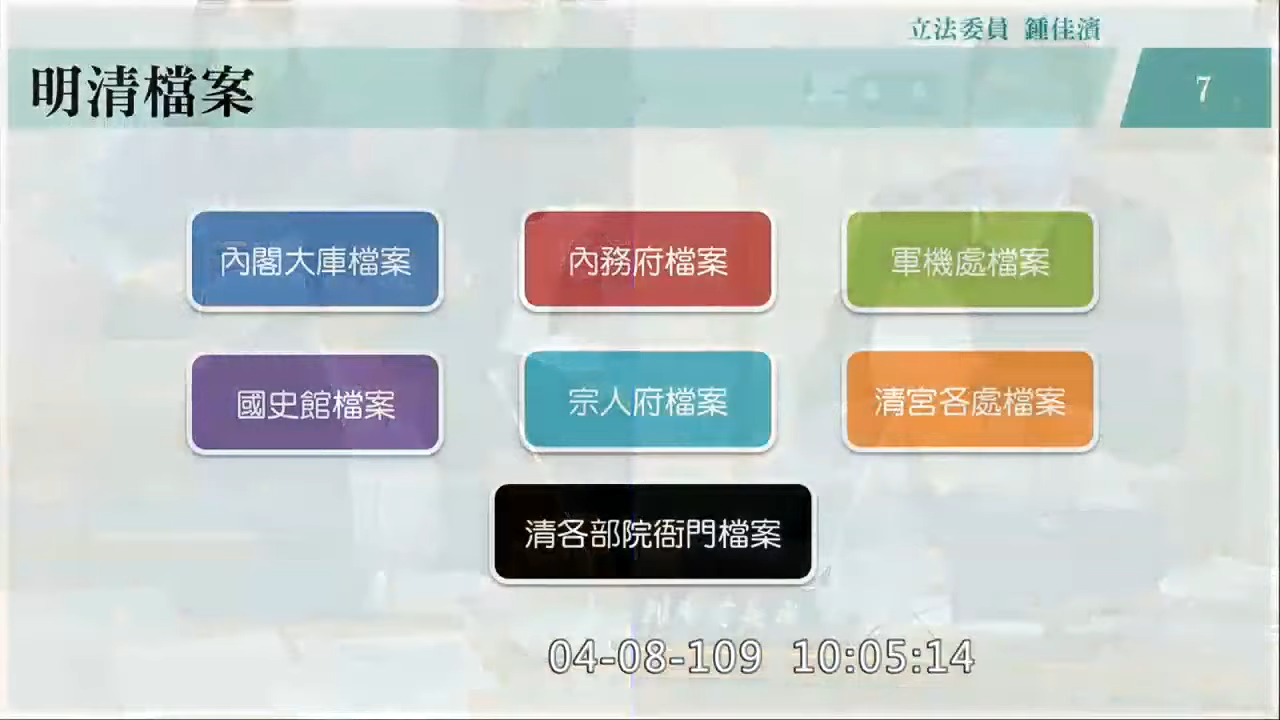 立法委員 鍾佳濱
明清檔案
7
內閣大庫檔案
內務府檔案
軍機處檔案
國史館檔案
宗人府檔案
清宮各處檔案
清各部院衙門檔案
04-08-109 10:05:14